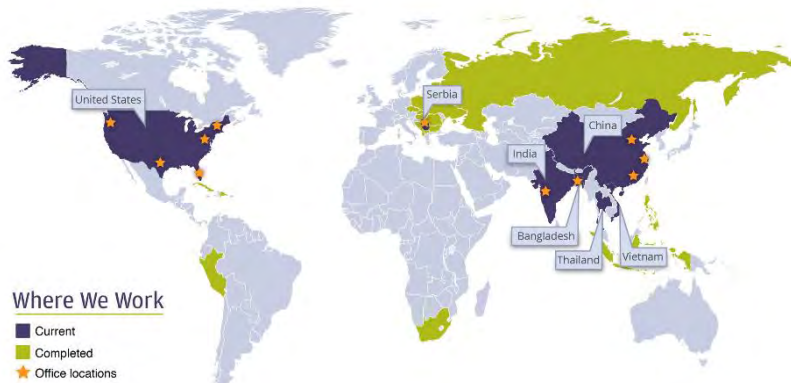 United States
Serbia
China
India
Bangladesh
Thailand
Vietnam
Where We Work
Current
Completed
Office locations